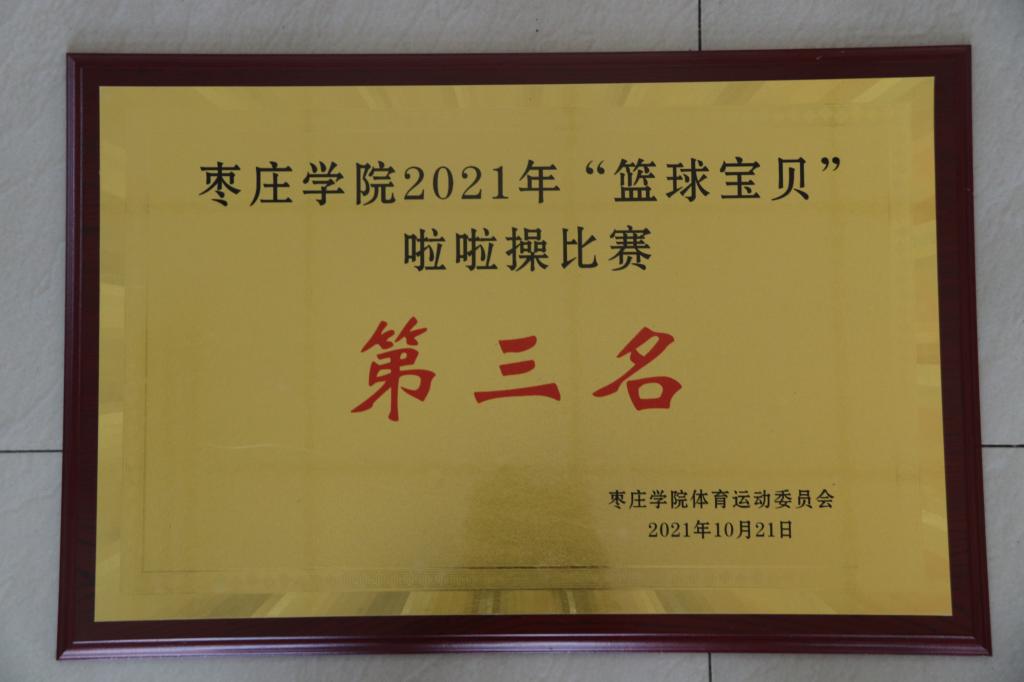 枣庄学院2021年“篮球宝贝”
啦啦操比赛
第三名
枣庄学院体育运动委员会
2021年10月21日